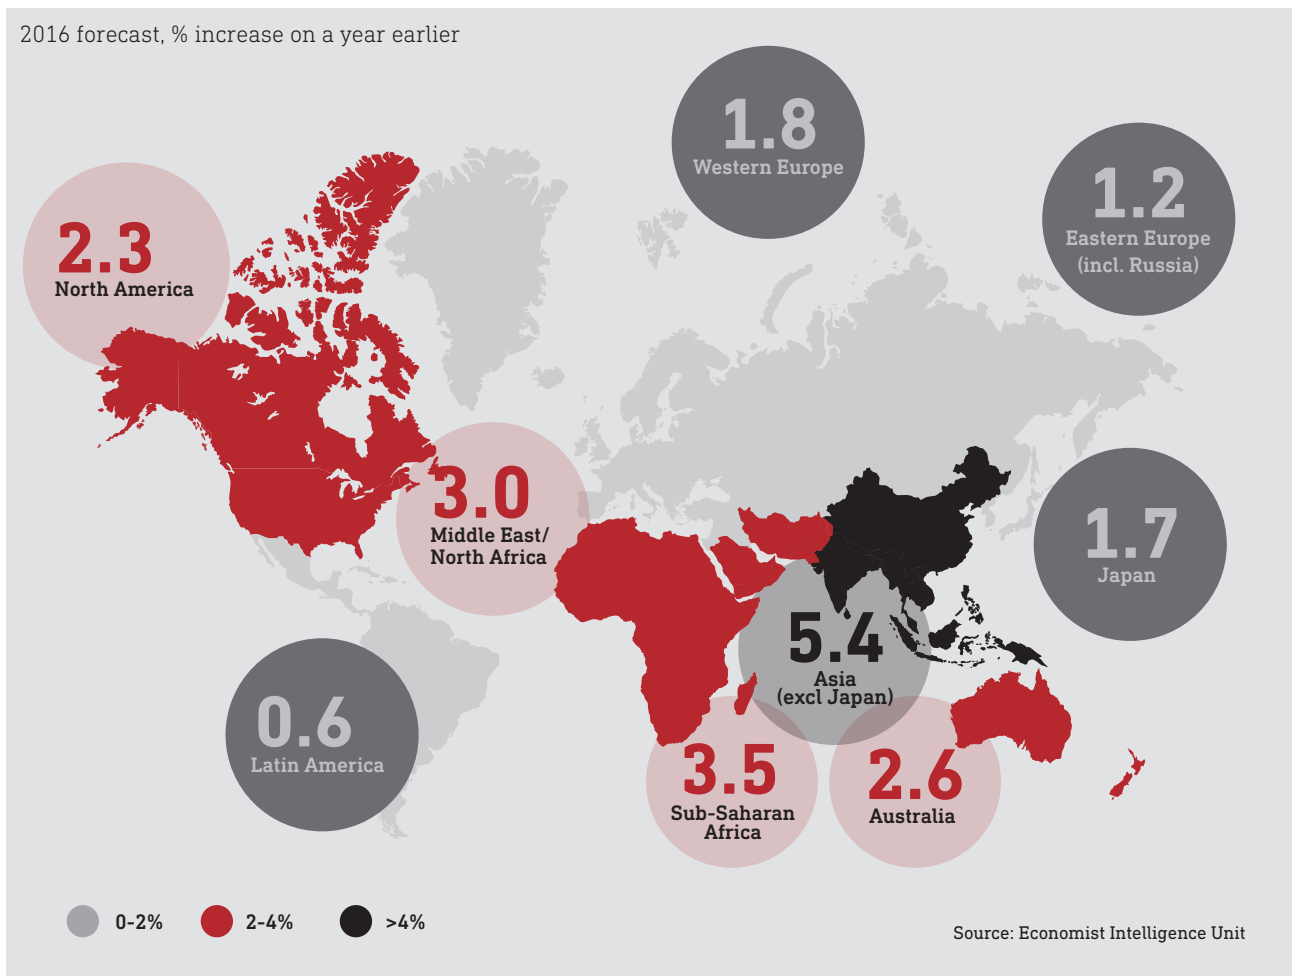 2016 forecast, % increase on a year earlier
1.8
Western Europe
1.2
Eastern Europe
(incl. Russia)
2.3
North America
3.0
Middle East/
North Africa
1.7
Japan
5.4
Asia
(excl Japan)
0.6
Latin America
3.5
Sub-Saharan
Africa
2.6
Australia
0-2%
2-4%
>4%
Source: Economist Intelligence Unit